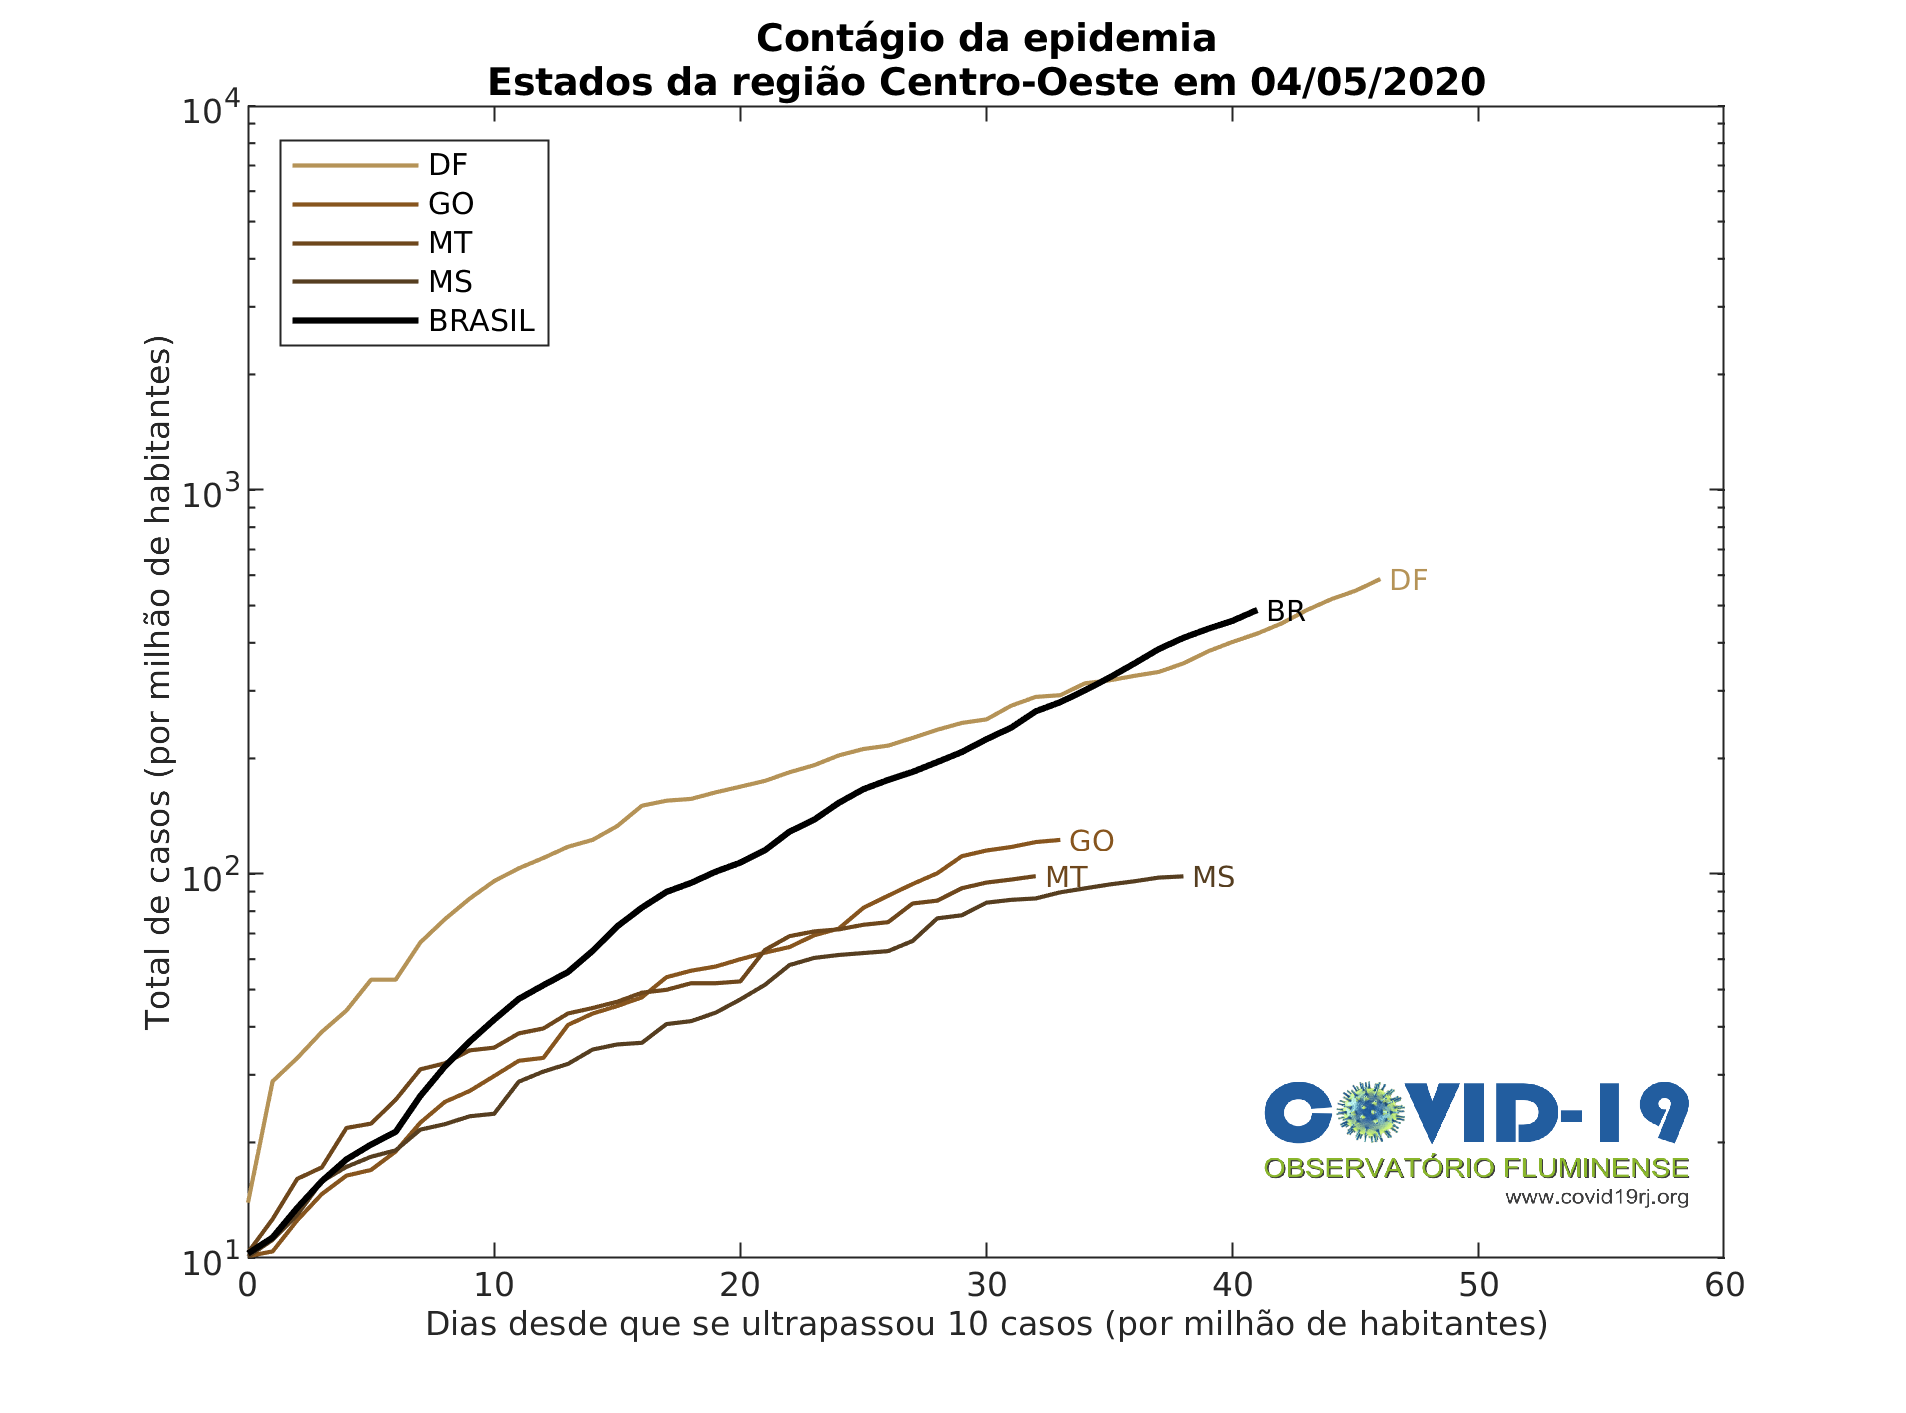 Contágio da epidemia
Estados da região Centro-Oeste em 04/05/2020
DF
GO
MT
MS
BRASIL
Total de casos (por milhão de habitantes)
10^4
10^3
10^2
10^1
DF
BR
GO
MT
MS
COVID-19
OBSERVATÓRIO FLUMINENSE
www.covid19rj.org
0 10 20 30 40 50 60
Dias desde que se ultrapassou 10 casos (por milhão de habitantes)